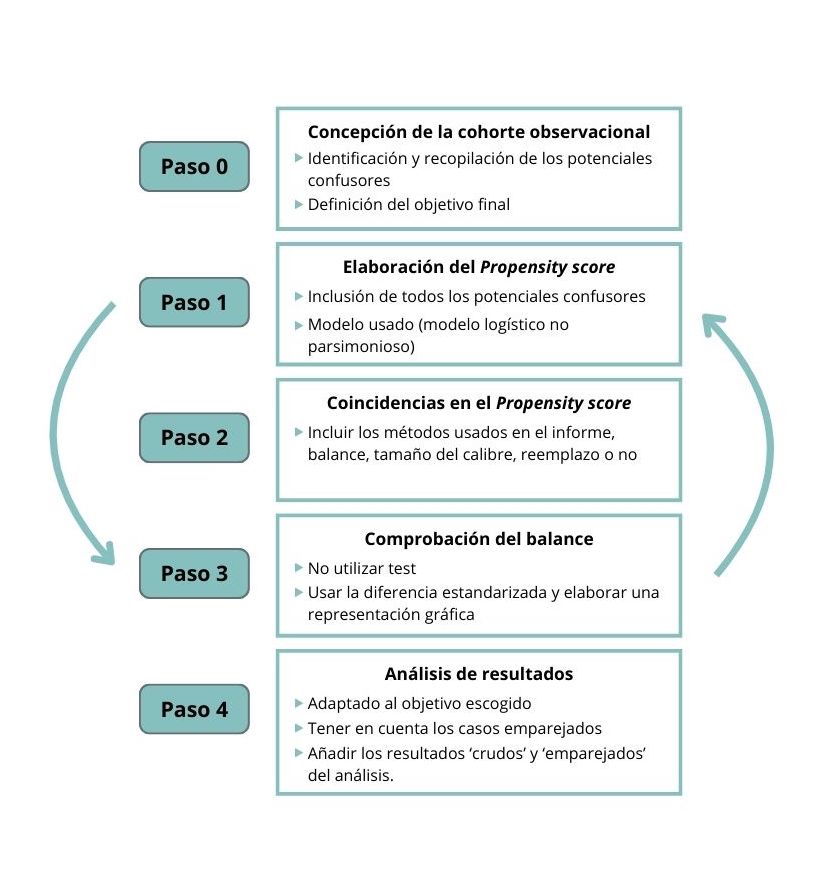 Paso 0
Concepción de la cohorte observacional
Identificación y recopilación de los potenciales
confusores
Definición del objetivo final
Paso 1
Elaboración del Propensity score
Inclusión de todos los potenciales confusores
Modelo usado (modelo logístico no
parsimonioso)
Paso 2
Coincidencias en el Propensity score
Incluir los métodos usados en el informe,
balance, tamaño del calibre, reemplazo o no
Paso 3
Comprobación del balance
No utilizar test
Usar la diferencia estandarizada y elaborar una
representación gráfica
Paso 4
Análisis de resultados
Adaptado al objetivo escogido
Tener en cuenta los casos emparejados
Añadir los resultados ‘crudos’ y ‘emparejados’
del análisis.